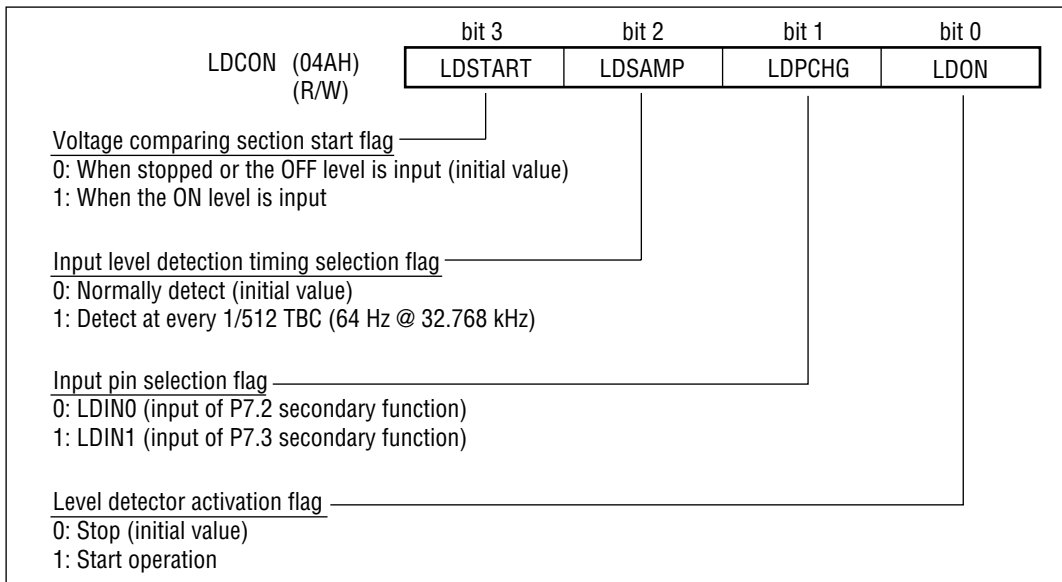 bit 3 bit 2 bit 1 bit 0
LDCON (04AH) LDSTART LDSAMP LDPCHG LDON
(R/W)
Voltage comparing section start flag
0: When stopped or the OFF level is input (initial value)
1: When the ON level is input
Input level detection timing selection flag
0: Normally detect (initial value)
1: Detect at every 1/512 TBC (64 Hz @ 32.768 kHz)
Input pin selection flag
0: LDIN0 (input of P7.2 secondary function)
1: LDIN1 (input of P7.3 secondary function)
Level detector activation flag
0: Stop (initial value)
1: Start operation